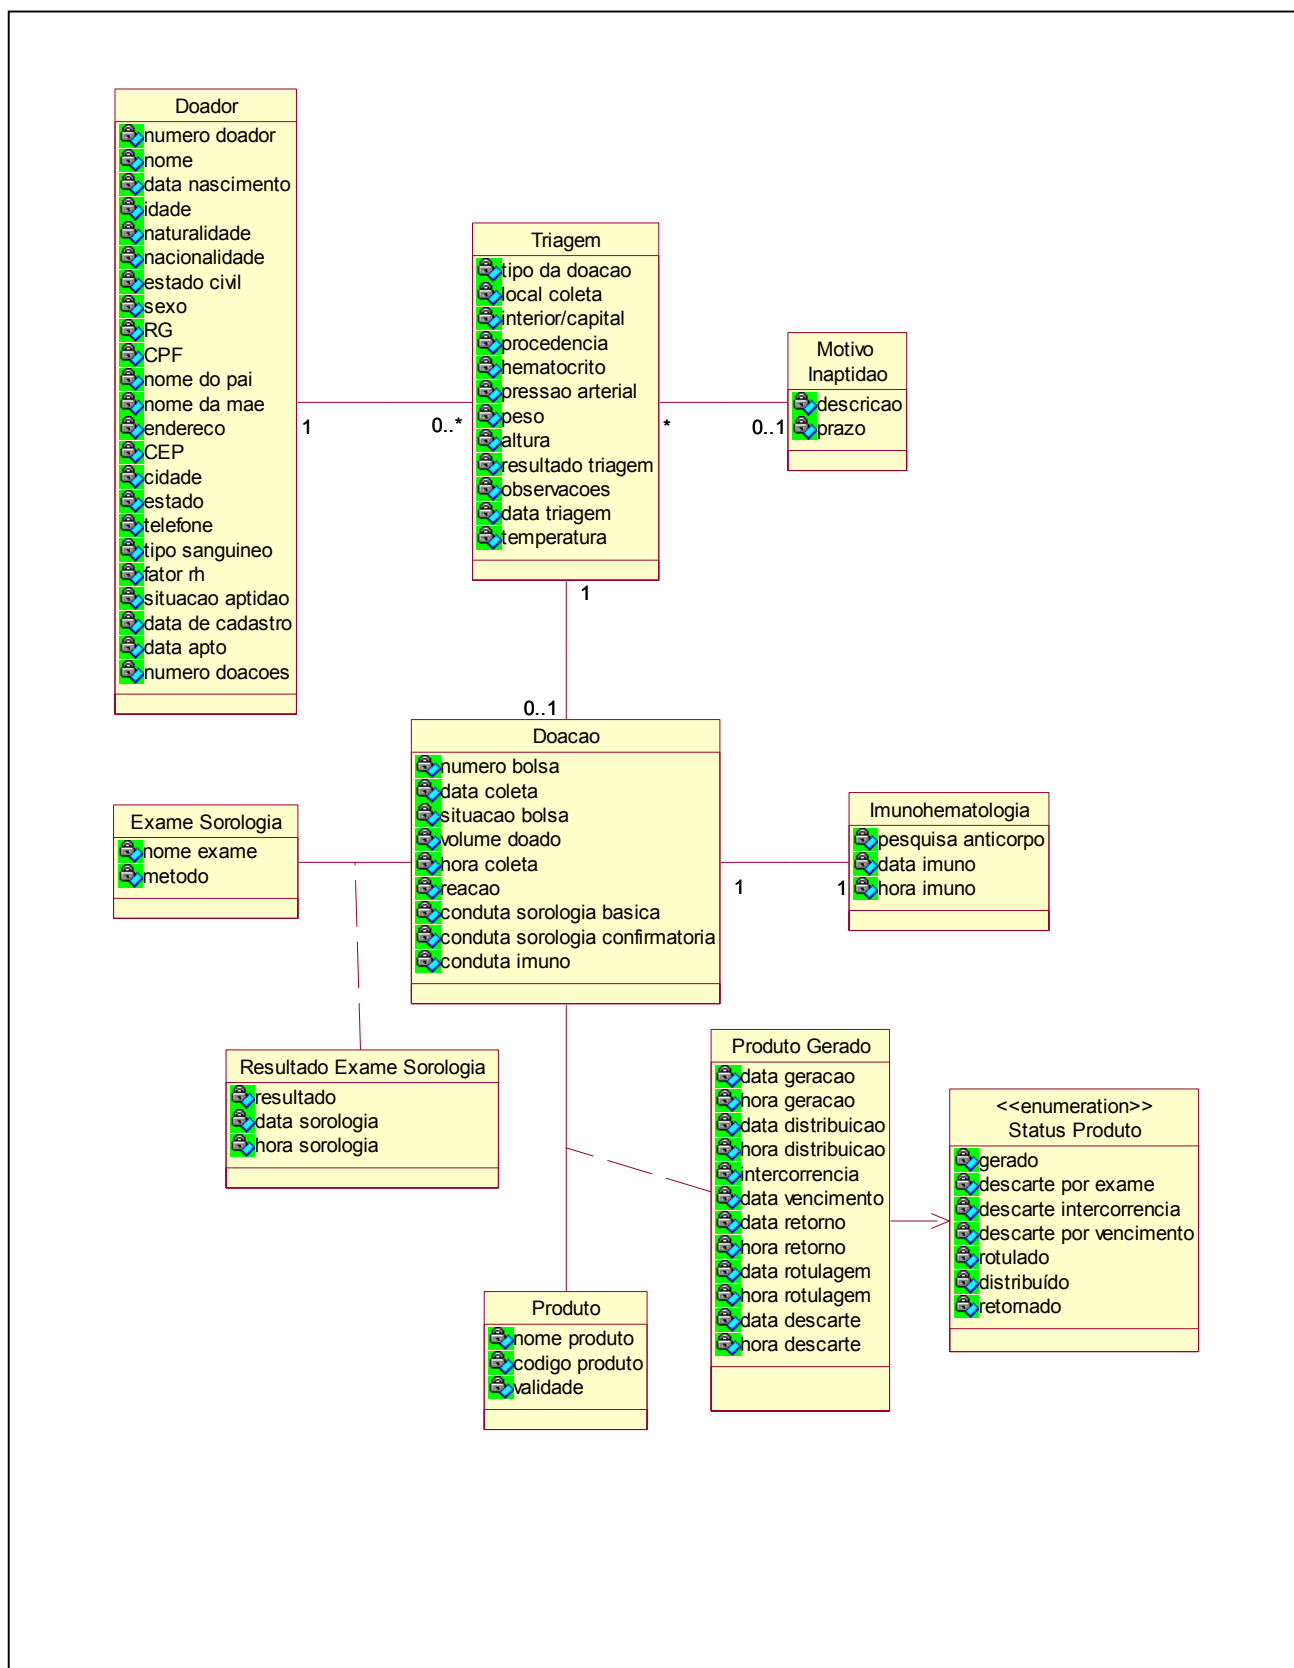 Doador
numero doador
nome
data nascimento
idade
naturalidade
nacionalidade
estado civil
sexo
RG
CPF
nome do pai
nome da mae
endereco
CEP
cidade
estado
telefone
tipo sanguineo
fator rh
situacao aptidao
data de cadastro
data apto
numero doacoes
1
0..*
Triagem
tipo da doacao
local coleta
interior/capital
procedencia
hematocrito
pressao arterial
peso
altura
resultado triagem
observacoes
data triagem
temperatura
*
0..1
Motivo
Inaptidao
descricao
prazo
1
0..1
Doacao
numero bolsa
data coleta
situacao bolsa
volume doado
hora coleta
reacao
conduta sorologia basica
conduta sorologia confirmatoria
conduta imuno
Exame Sorologia
nome exame
metodo
1
1
Imunohematologia
pesquisa anticorpo
data imuno
hora imuno
Resultado Exame Sorologia
resultado
data sorologia
hora sorologia
Produto Gerado
data geracao
hora geracao
data distribuicao
hora distribuicao
intercorrencia
data vencimento
data retorno
hora retorno
data rotulagem
hora rotulagem
data descarte
hora descarte
<<enumeration>>
Status Produto
gerado
descarte por exame
descarte intercorrencia
descarte por vencimento
rotulado
distribuído
retornado
Produto
nome produto
codigo produto
validade